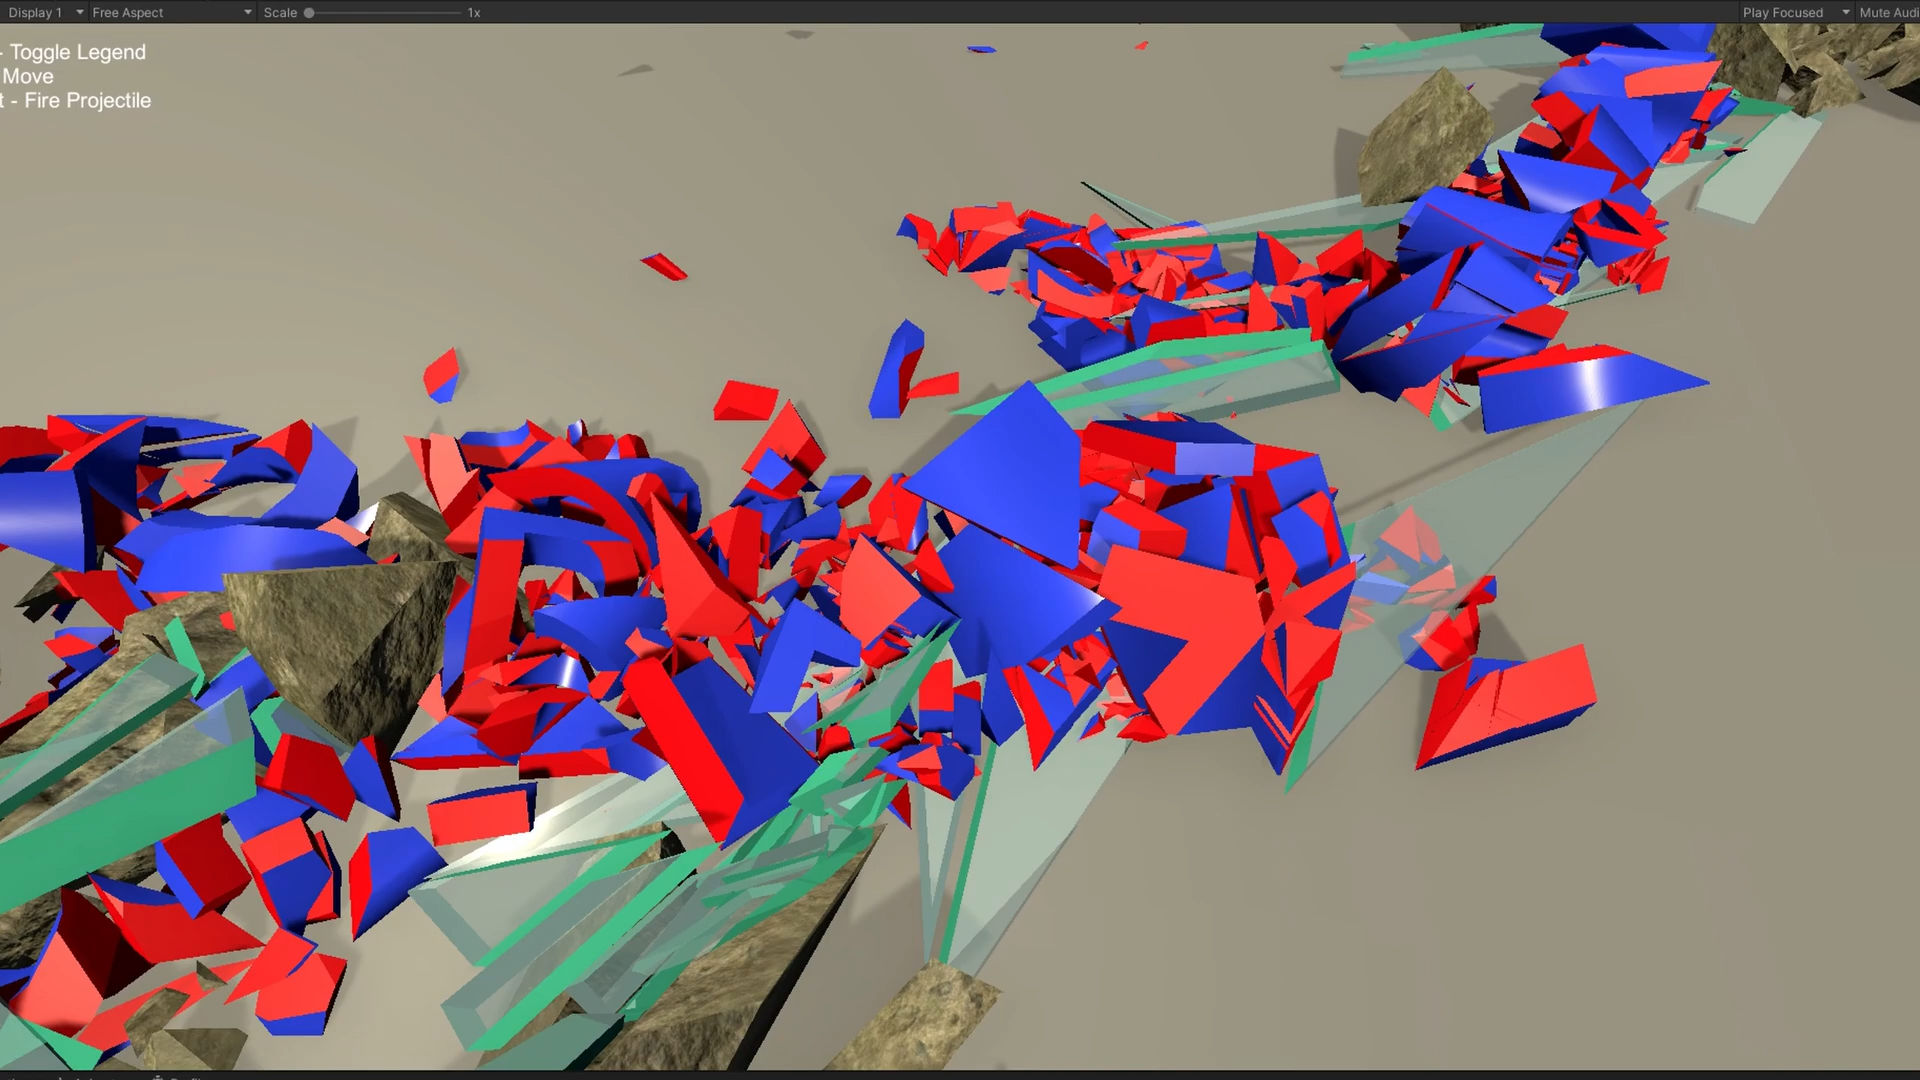 Display 1 Free Aspect Scale 1x Play Focused Mute Audi
- Toggle Legend
Move
t - Fire Projectile